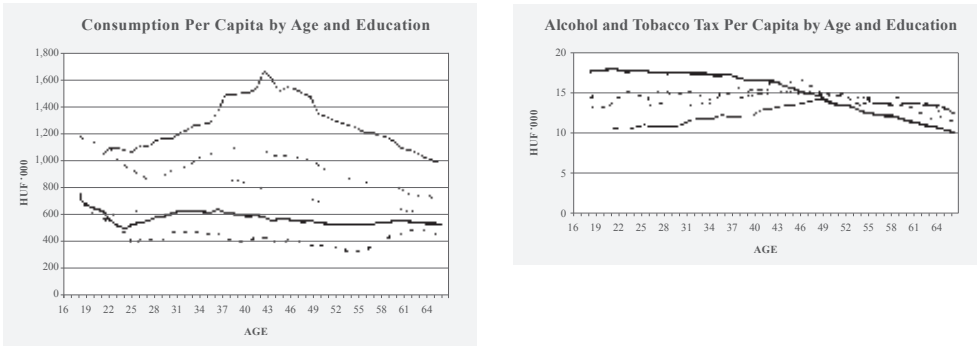 Consumption Per Capita by Age and Education
HUF '000
1,800
1,600
1,400
1,200
1,000
800
600
400
200
0
16 19 22 25 28 31 34 37 40 43 46 49 52 55 58 61 64
AGE
Alcohol and Tobacco Tax Per Capita by Age and Education
HUF '000
20
15
10
5
0
16 19 22 25 28 31 34 37 40 43 46 49 52 55 58 61 64
AGE